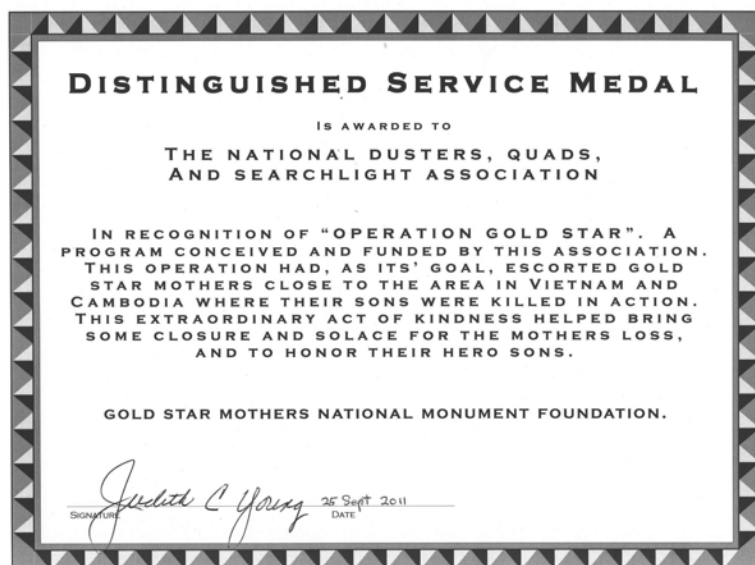 DISTINGUISHED SERVICE MEDAL
IS AWARDED TO
THE NATIONAL DUSTERS, QUADS,
AND SEARCHLIGHT ASSOCIATION
IN RECOGNITION OF “OPERATION GOLD STAR”. A
PROGRAM CONCEIVED AND FUNDED BY THIS ASSOCIATION.
THIS OPERATION HAD, AS ITS’ GOAL, ESCORTED GOLD
STAR MOTHERS CLOSE TO THE AREA IN VIETNAM AND
CAMBODIA WHERE THEIR SONS WERE KILLED IN ACTION.
THIS EXTRAORDINARY ACT OF KINDNESS HELPED BRING
SOME CLOSURE AND SOLACE FOR THE MOTHERS LOSS,
AND TO HONOR THEIR HERO SONS.
GOLD STAR MOTHERS NATIONAL MONUMENT FOUNDATION.
Judith C Young 25 Sept 2011
SIGNATURE DATE